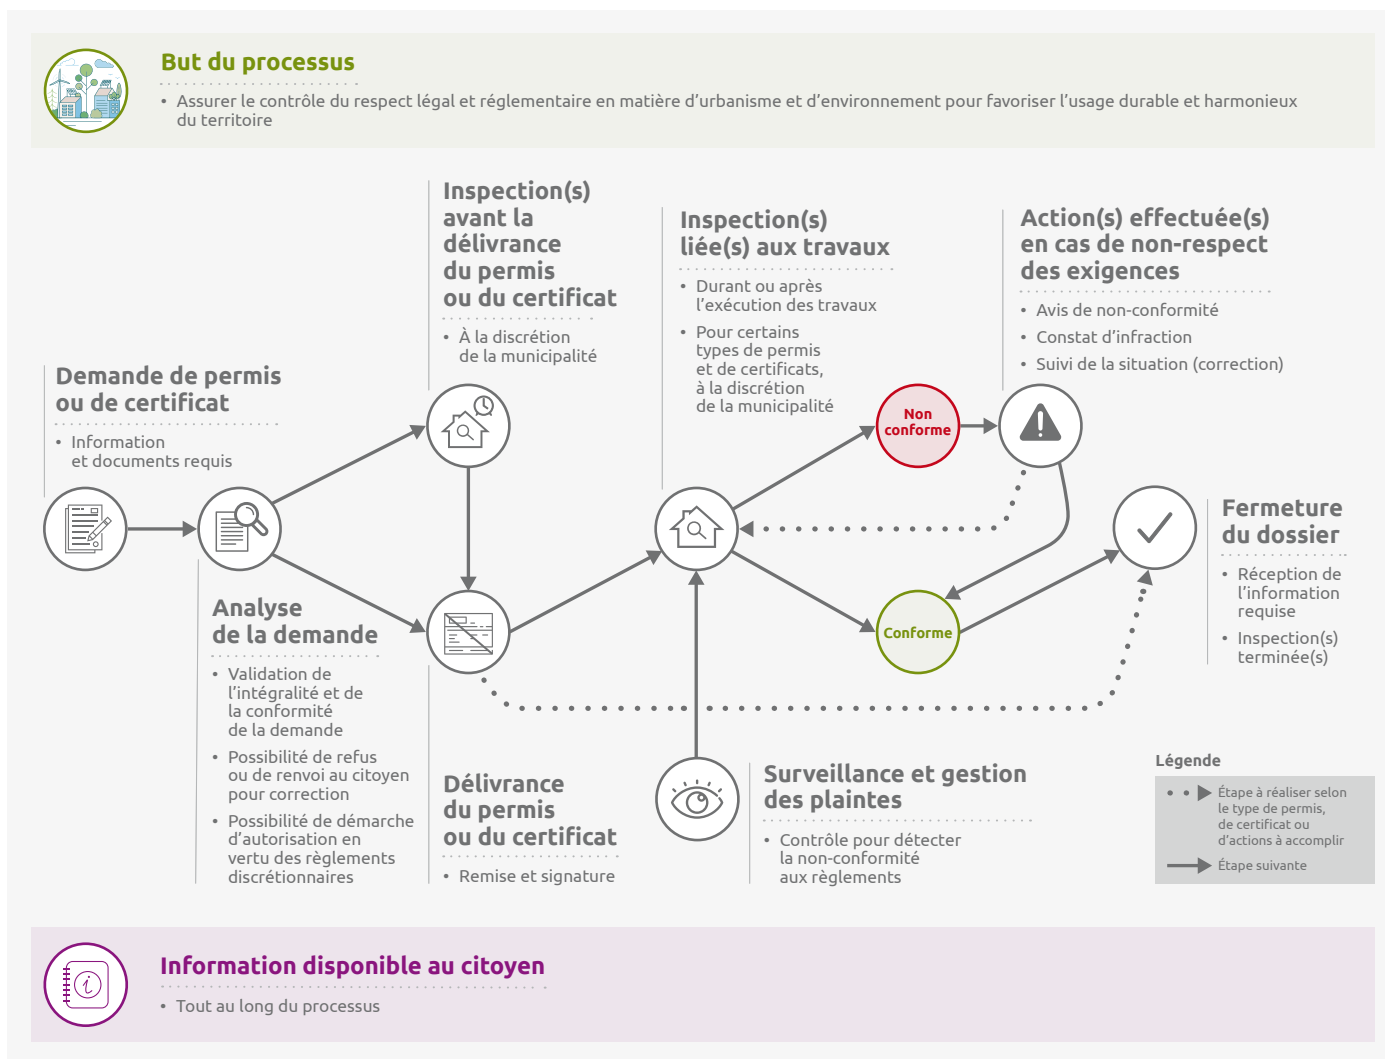 But du processus
• Assurer le contrôle du respect légal et réglementaire en matière d’urbanisme et d’environnement pour favoriser l’usage durable et harmonieux
du territoire
Demande de permis
ou de certificat
• Information
et documents requis
Analyse
de la demande
• Validation de
l’intégralité et de
la conformité
de la demande
• Possibilité de refus
ou de renvoi au citoyen
pour correction
• Possibilité de démarche
d’autorisation en
vertu des règlements
discrétionnaires
Inspection(s)
avant la
délivrance
du permis
ou du certificat
• À la discrétion
de la municipalité
Délivrance
du permis
ou du certificat
• Remise et signature
Inspection(s)
liée(s) aux travaux
• Durant ou après
l’exécution des travaux
• Pour certains
types de permis
et de certificats,
à la discrétion
de la municipalité
Surveillance et gestion
des plaintes
• Contrôle pour détecter
la non-conformité
aux règlements
Non
conforme
Conforme
Action(s) effectuée(s)
en cas de non-respect
des exigences
• Avis de non-conformité
• Constat d’infraction
• Suivi de la situation (correction)
Fermeture
du dossier
• Réception de
l’information
requise
• Inspection(s)
terminée(s)
Légende
Étape à réaliser selon
le type de permis,
de certificat ou
d’actions à accomplir
Étape suivante
Information disponible au citoyen
• Tout au long du processus